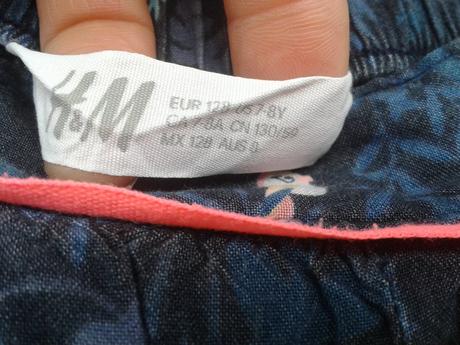 H&M
EUR 128 US 7-8Y
CA 7-8A CN 130/59
MX 128 AUS 8